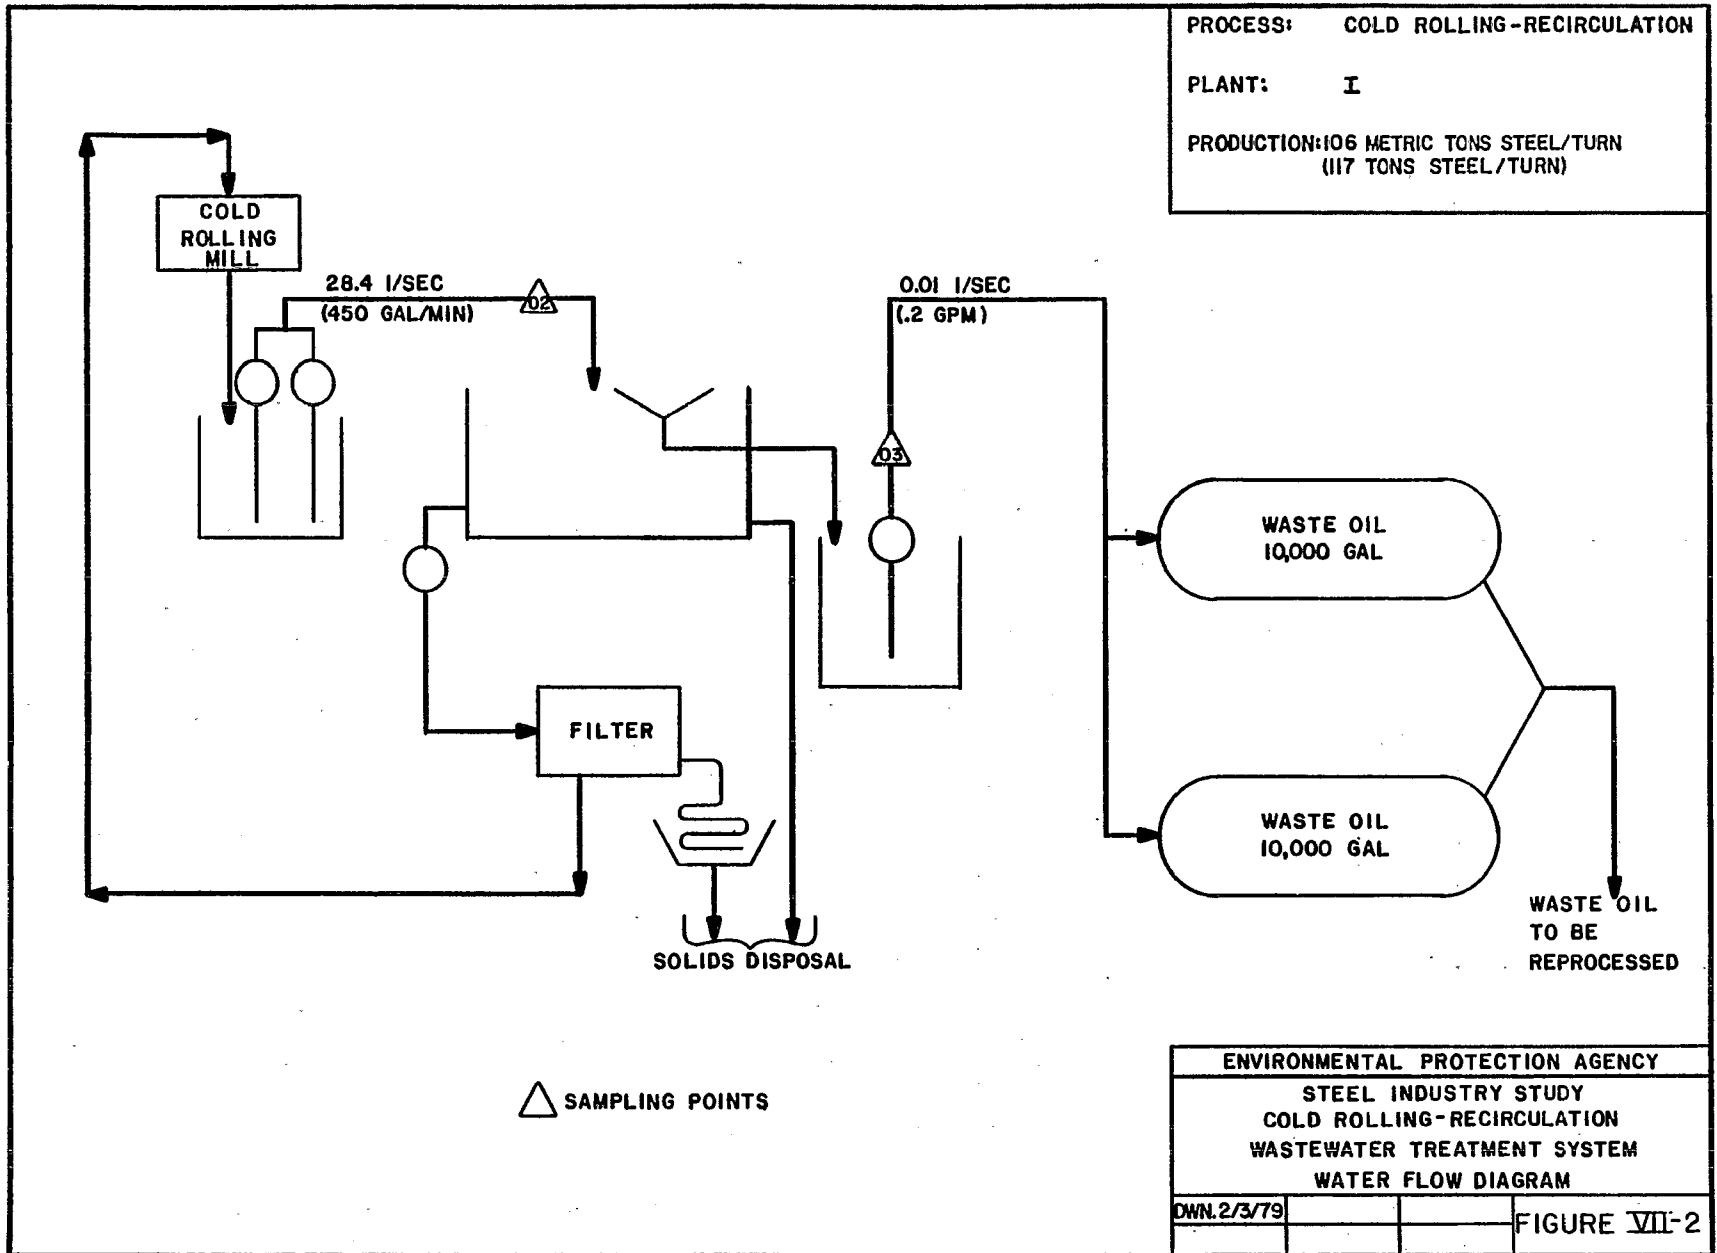 PROCESS: COLD ROLLING-RECIRCULATION
PLANT: I
PRODUCTION:106 METRIC TONS STEEL/TURN
(117 TONS STEEL/TURN)
COLD
ROLLING
MILL
28.4 l/SEC
(450 GAL/MIN)
02
0.01 l/SEC
(.2 GPM)
03
WASTE OIL
10,000 GAL
FILTER
WASTE OIL
10,000 GAL
SOLIDS DISPOSAL
WASTE OIL
TO BE
REPROCESSED
SAMPLING POINTS
ENVIRONMENTAL PROTECTION AGENCY
STEEL INDUSTRY STUDY
COLD ROLLING-RECIRCULATION
WASTEWATER TREATMENT SYSTEM
WATER FLOW DIAGRAM
DWN.2/3/79
FIGURE VII-2